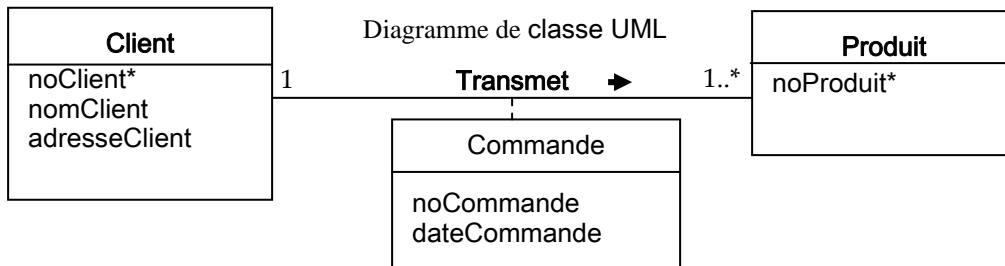 Diagramme de classe UML
Client
noClient*
nomClient
adresseClient
1
Transmet
1..*
Produit
noProduit*
Commande
noCommande
dateCommande